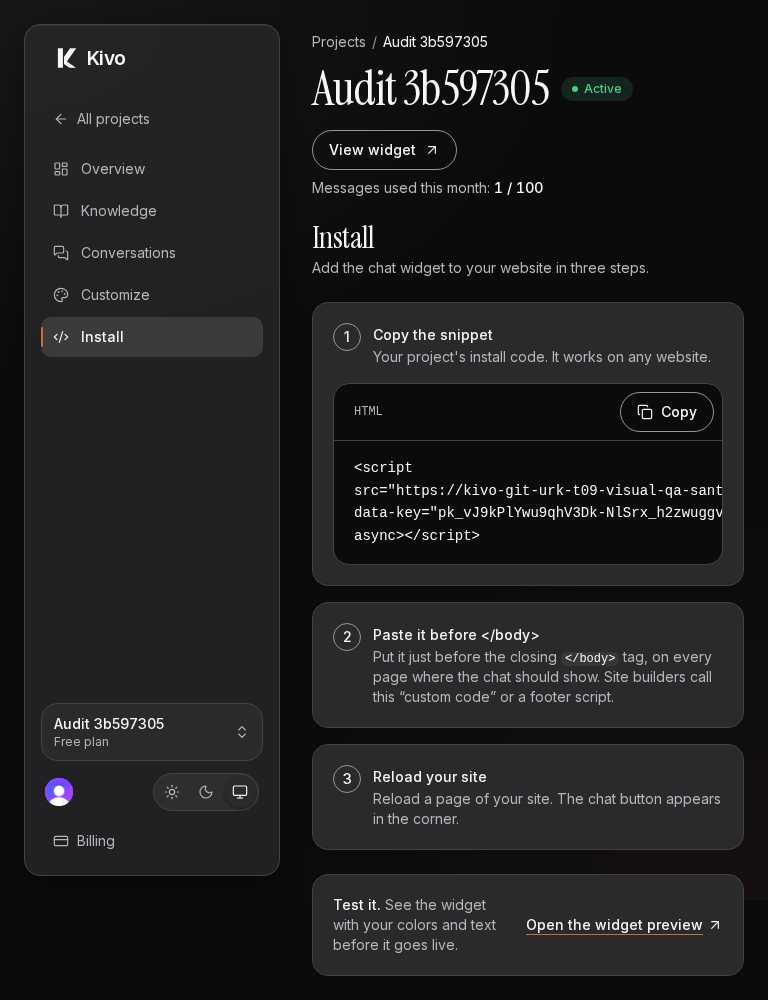 Kivo
All projects
Overview
Knowledge
Conversations
Customize
Install
Audit 3b597305
Free plan
Billing
Projects / Audit 3b597305
Audit 3b597305
Active
View widget
Messages used this month: 1 / 100
Install
Add the chat widget to your website in three steps.
1
Copy the snippet
Your project's install code. It works on any website.
HTML
Copy
<script
src="https://kivo-git-urk-t09-visual-qa-sant
data-key="pk_vJ9kPlYwu9qhV3Dk-NlSrx_h2zwuggv
async></script>
2
Paste it before </body>
Put it just before the closing </body> tag, on every
page where the chat should show. Site builders call
this “custom code” or a footer script.
3
Reload your site
Reload a page of your site. The chat button appears
in the corner.
Test it. See the widget
with your colors and text
before it goes live.
Open the widget preview